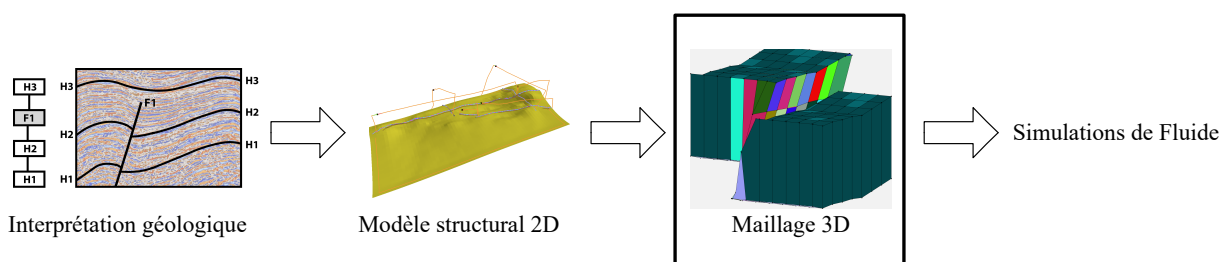 H3
F1
H2
H1
H3
H2
H1
F1
H3
H2
H1
Interprétation géologique
Modèle structural 2D
Maillage 3D
Simulations de Fluide